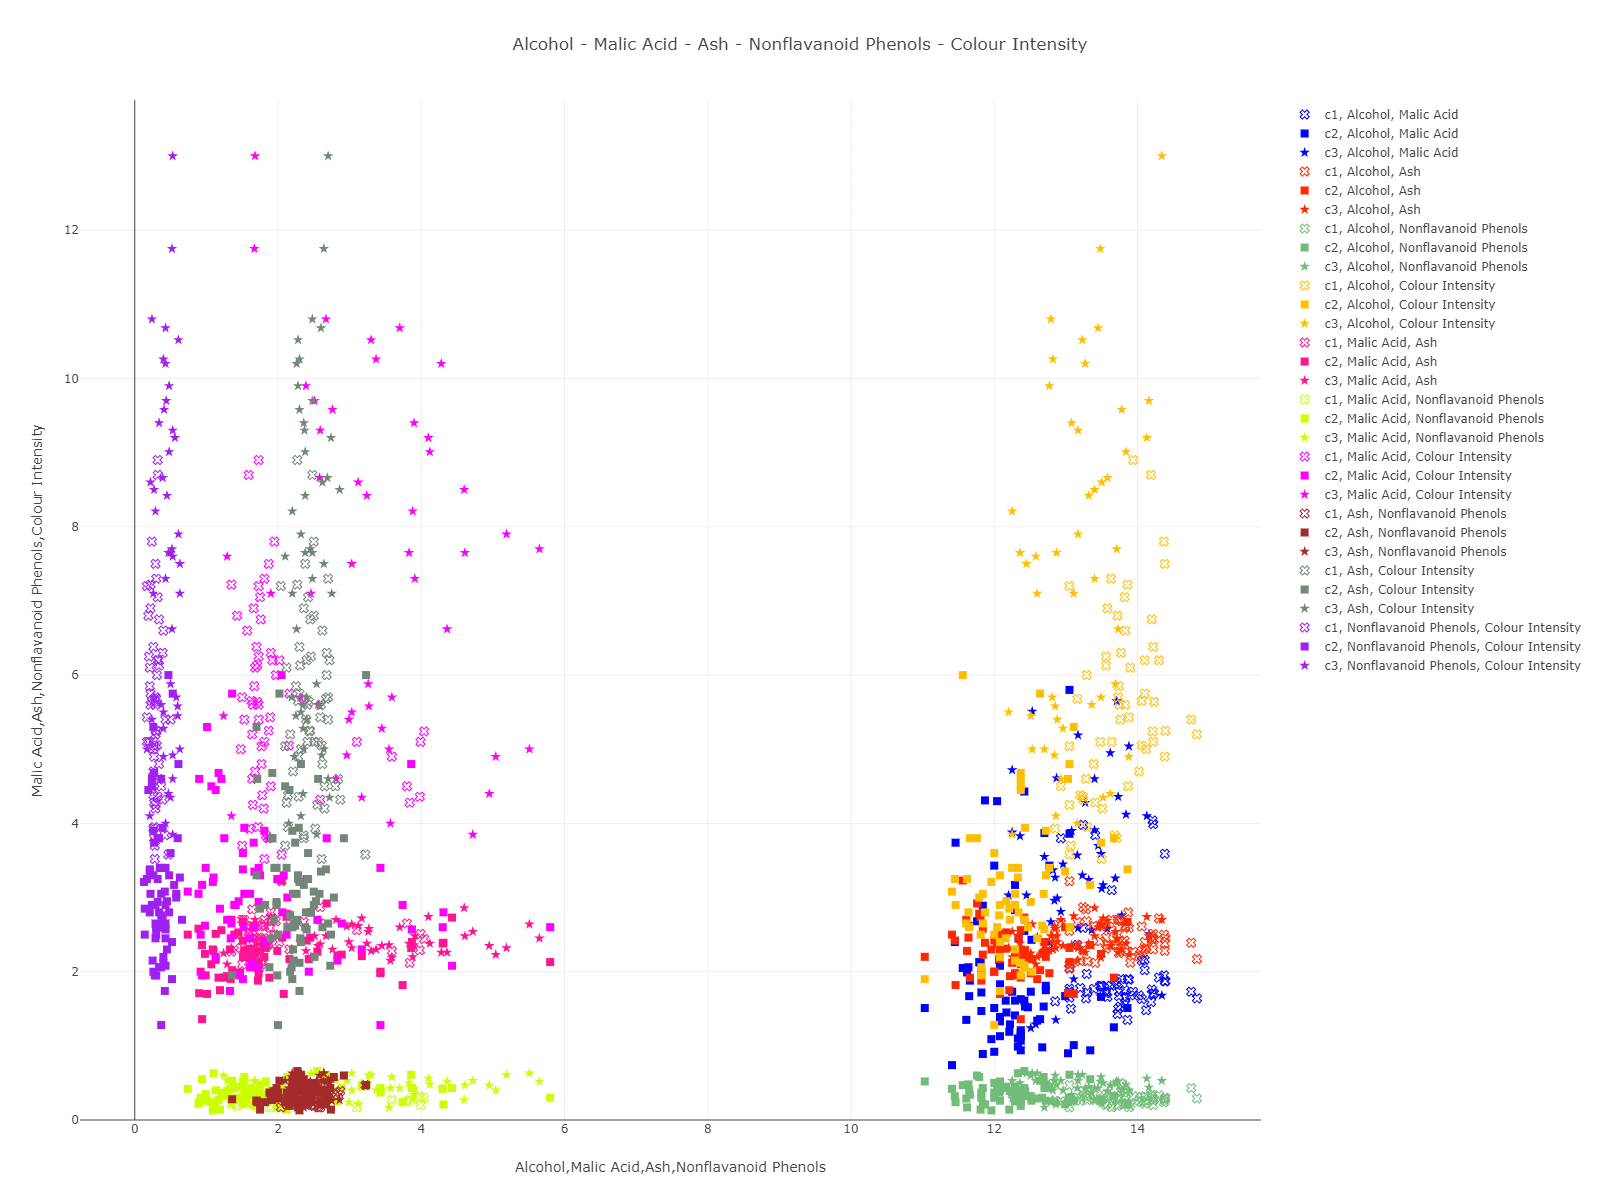 Alcohol - Malic Acid - Ash - Nonflavanoid Phenols - Colour Intensity
c1, Alcohol, Malic Acid
c2, Alcohol, Malic Acid
c3, Alcohol, Malic Acid
c1, Alcohol, Ash
c2, Alcohol, Ash
c3, Alcohol, Ash
c1, Alcohol, Nonflavanoid Phenols
c2, Alcohol, Nonflavanoid Phenols
c3, Alcohol, Nonflavanoid Phenols
c1, Alcohol, Colour Intensity
c2, Alcohol, Colour Intensity
c3, Alcohol, Colour Intensity
c1, Malic Acid, Ash
c2, Malic Acid, Ash
c3, Malic Acid, Ash
c1, Malic Acid, Nonflavanoid Phenols
c2, Malic Acid, Nonflavanoid Phenols
c3, Malic Acid, Nonflavanoid Phenols
c1, Malic Acid, Colour Intensity
c2, Malic Acid, Colour Intensity
c3, Malic Acid, Colour Intensity
c1, Ash, Nonflavanoid Phenols
c2, Ash, Nonflavanoid Phenols
c3, Ash, Nonflavanoid Phenols
c1, Ash, Colour Intensity
c2, Ash, Colour Intensity
c3, Ash, Colour Intensity
c1, Nonflavanoid Phenols, Colour Intensity
c2, Nonflavanoid Phenols, Colour Intensity
c3, Nonflavanoid Phenols, Colour Intensity
Malic Acid,Ash,Nonflavanoid Phenols,Colour Intensity
12
10
8
6
4
2
0
0 2 4 6 8 10 12 14
Alcohol,Malic Acid,Ash,Nonflavanoid Phenols